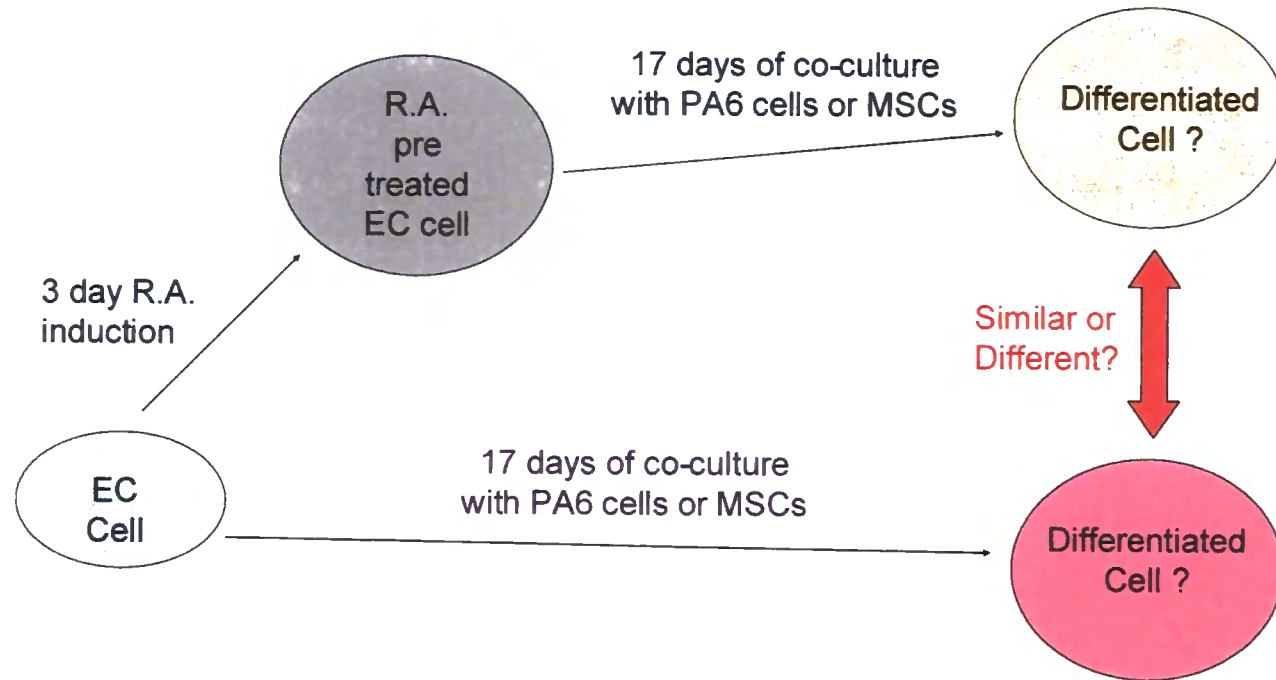 17 days of co-culture
with PA6 cells or MSCs
R.A.
pre
treated
EC cell
Differentiated
Cell ?
3 day R.A.
induction
Similar or
Different?
17 days of co-culture
with PA6 cells or MSCs
EC
Cell
Differentiated
Cell ?